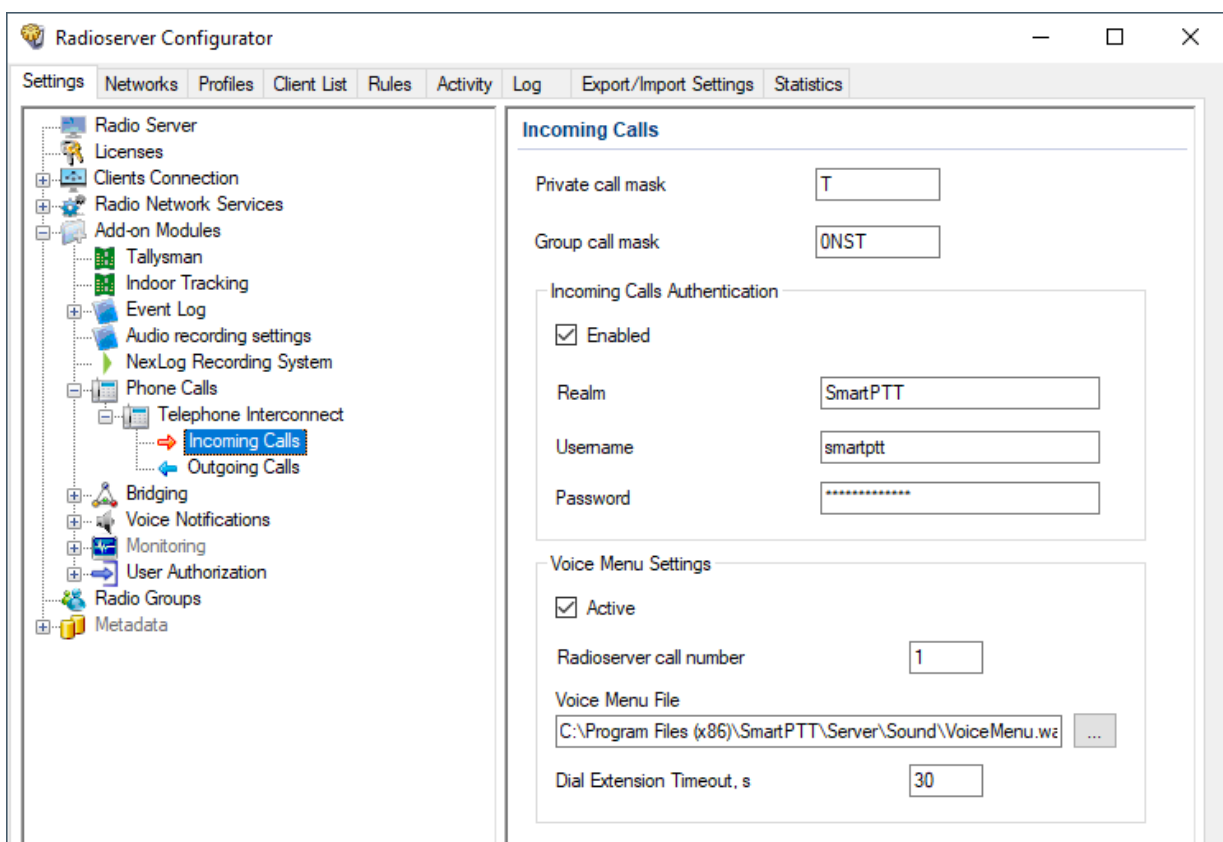 Radioserver Configurator
Settings Networks Profiles Client List Rules Activity Log Export/Import Settings Statistics
Radio Server
Licenses
Clients Connection
Radio Network Services
Add-on Modules
Tallysman
Indoor Tracking
Event Log
Audio recording settings
NexLog Recording System
Phone Calls
Telephone Interconnect
Incoming Calls
Outgoing Calls
Bridging
Voice Notifications
Monitoring
User Authorization
Radio Groups
Metadata
Incoming Calls
Private call mask T
Group call mask 0NST
Incoming Calls Authentication
Enabled
Realm SmartPTT
Username smartptt
Password *************
Voice Menu Settings
Active
Radioserver call number 1
Voice Menu File
C:\Program Files (x86)\SmartPTT\Server\Sound\VoiceMenu.wa ...
Dial Extension Timeout, s 30